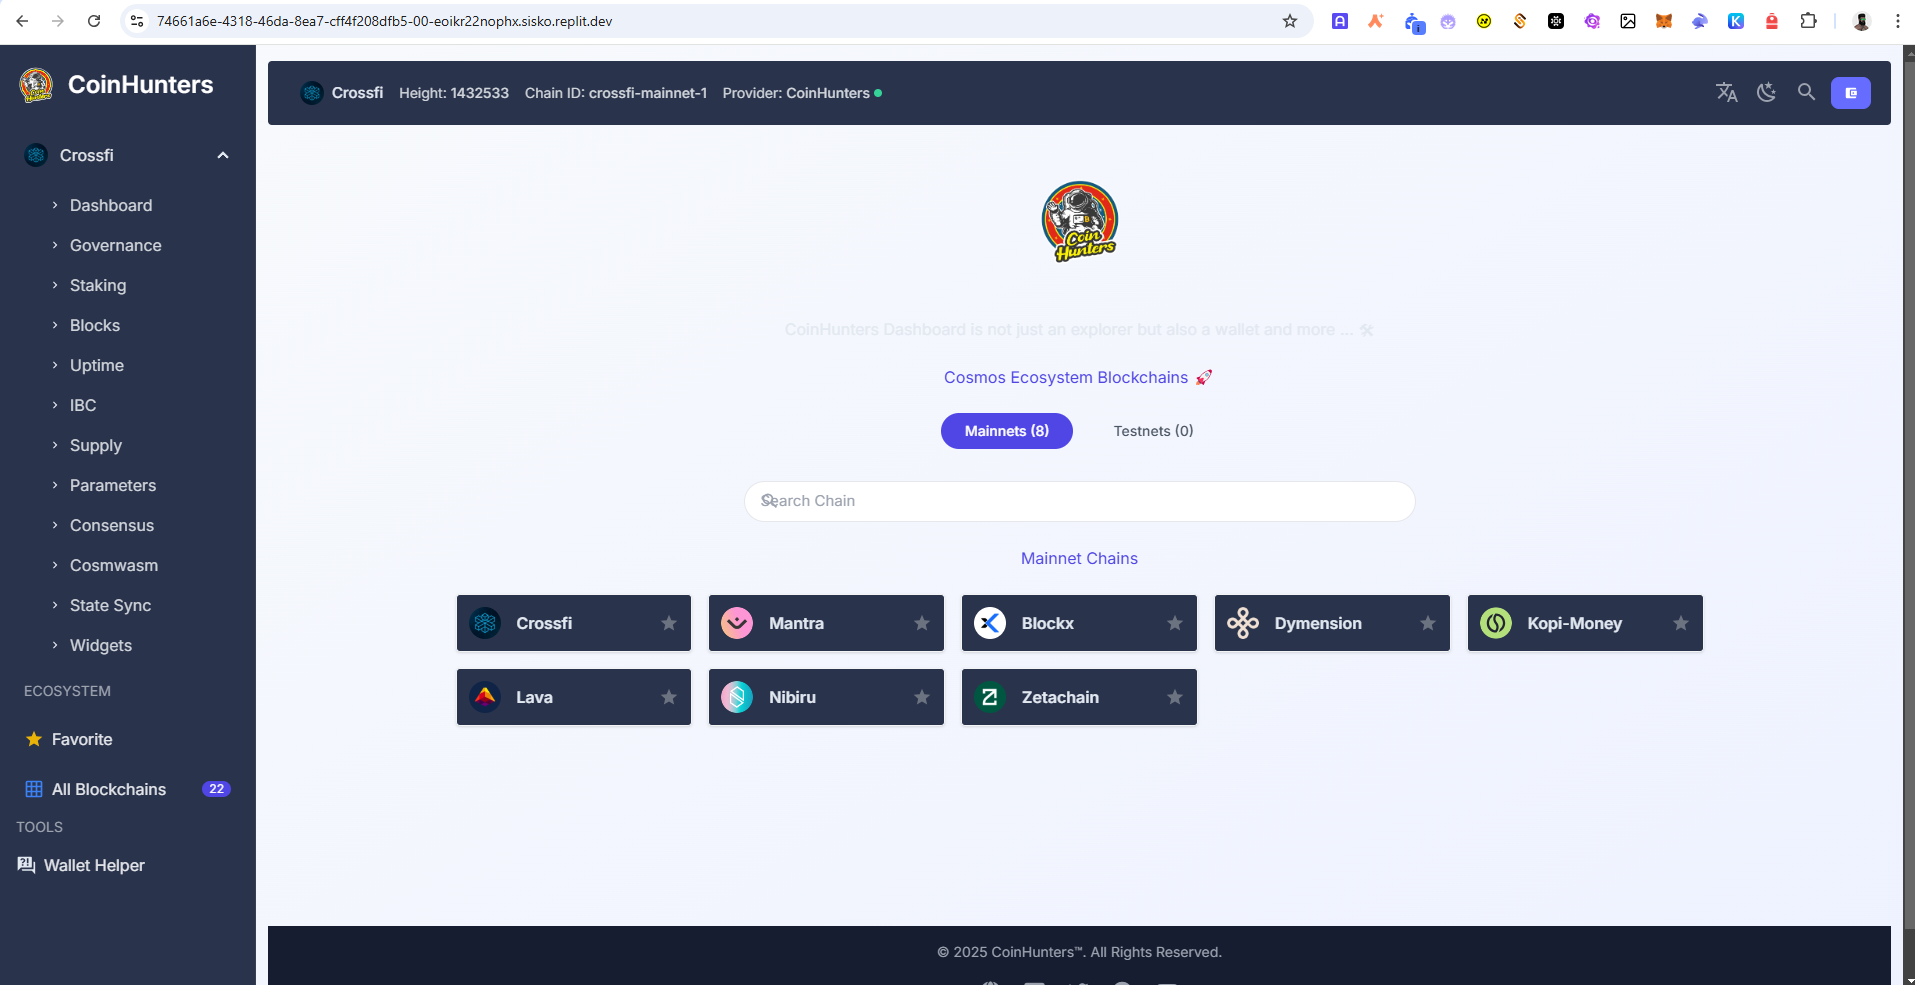 74661a6e-4318-46da-8ea7-cff4f208dfb5-00-eoikr22nophx.sisko.replit.dev
CoinHunters
Crossfi
Dashboard
Governance
Staking
Blocks
Uptime
IBC
Supply
Parameters
Consensus
Cosmwasm
State Sync
Widgets
ECOSYSTEM
Favorite
All Blockchains 22
TOOLS
Wallet Helper
Crossfi Height: 1432533 Chain ID: crossfi-mainnet-1 Provider: CoinHunters
Coin
Hunters
CoinHunters Dashboard is not just an explorer but also a wallet and more ... 🛠
Cosmos Ecosystem Blockchains 🚀
Mainnets (8) Testnets (0)
Search Chain
Mainnet Chains
Crossfi Mantra Blockx Dymension Kopi-Money
Lava Nibiru Zetachain
© 2025 CoinHunters™. All Rights Reserved.